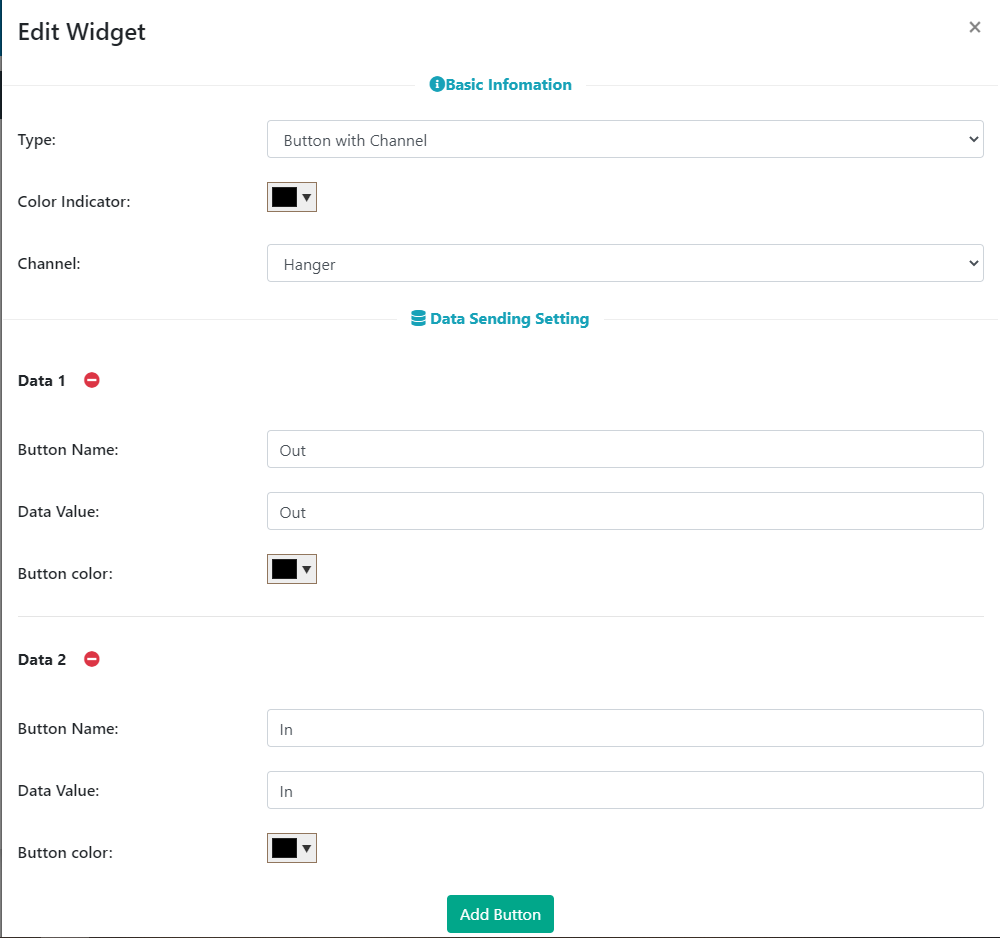 Edit Widget
Basic Infomation
Type:
Button with Channel
Color Indicator:
Channel:
Hanger
Data Sending Setting
Data 1
Button Name:
Out
Data Value:
Out
Button color:
Data 2
Button Name:
In
Data Value:
In
Button color:
Add Button